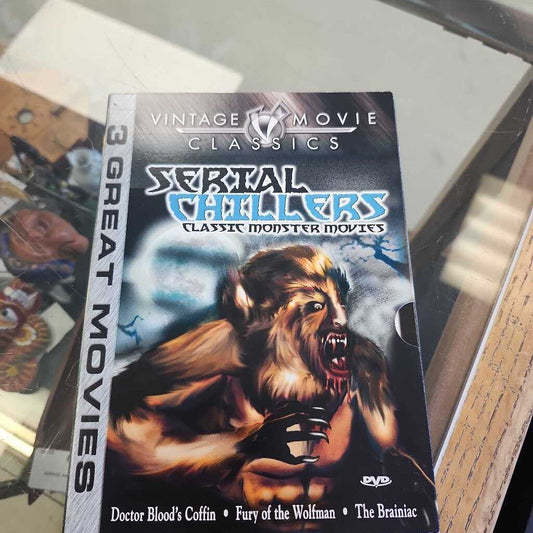 3 GREAT MOVIES
VINTAGE MOVIE
CLASSICS
SERIAL
CHILLERS
CLASSIC MONSTER MOVIES
DVD
Doctor Blood's Coffin • Fury of the Wolfman • The Brainiac